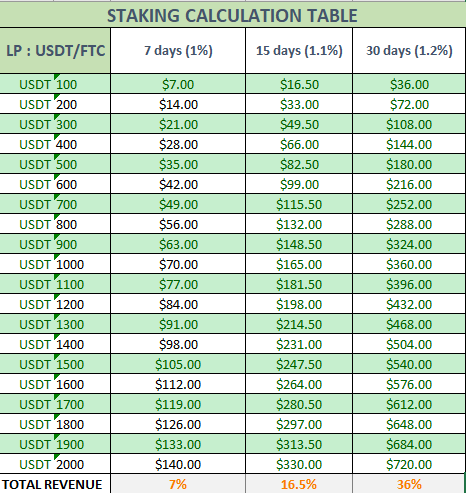 STAKING CALCULATION TABLE
LP : USDT/FTC 7 days (1%) 15 days (1.1%) 30 days (1.2%)
USDT 100 $7.00 $16.50 $36.00
USDT 200 $14.00 $33.00 $72.00
USDT 300 $21.00 $49.50 $108.00
USDT 400 $28.00 $66.00 $144.00
USDT 500 $35.00 $82.50 $180.00
USDT 600 $42.00 $99.00 $216.00
USDT 700 $49.00 $115.50 $252.00
USDT 800 $56.00 $132.00 $288.00
USDT 900 $63.00 $148.50 $324.00
USDT 1000 $70.00 $165.00 $360.00
USDT 1100 $77.00 $181.50 $396.00
USDT 1200 $84.00 $198.00 $432.00
USDT 1300 $91.00 $214.50 $468.00
USDT 1400 $98.00 $231.00 $504.00
USDT 1500 $105.00 $247.50 $540.00
USDT 1600 $112.00 $264.00 $576.00
USDT 1700 $119.00 $280.50 $612.00
USDT 1800 $126.00 $297.00 $648.00
USDT 1900 $133.00 $313.50 $684.00
USDT 2000 $140.00 $330.00 $720.00
TOTAL REVENUE 7% 16.5% 36%